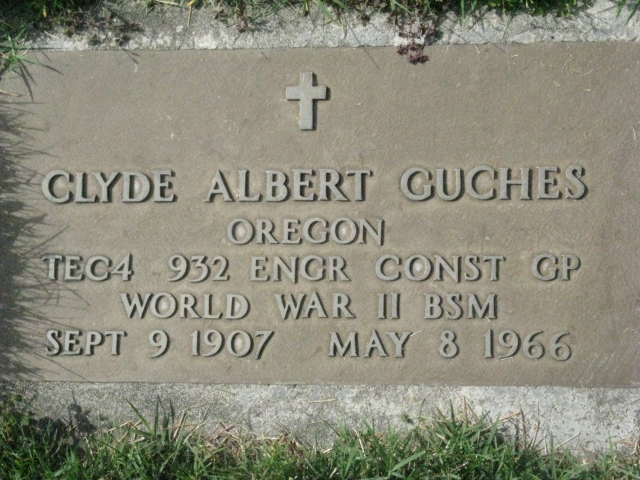 CLYDE ALBERT GUCHES
OREGON
TEC4 932 ENGR CONST GP
WORLD WAR II BSM
SEPT 9 1907 MAY 8 1966